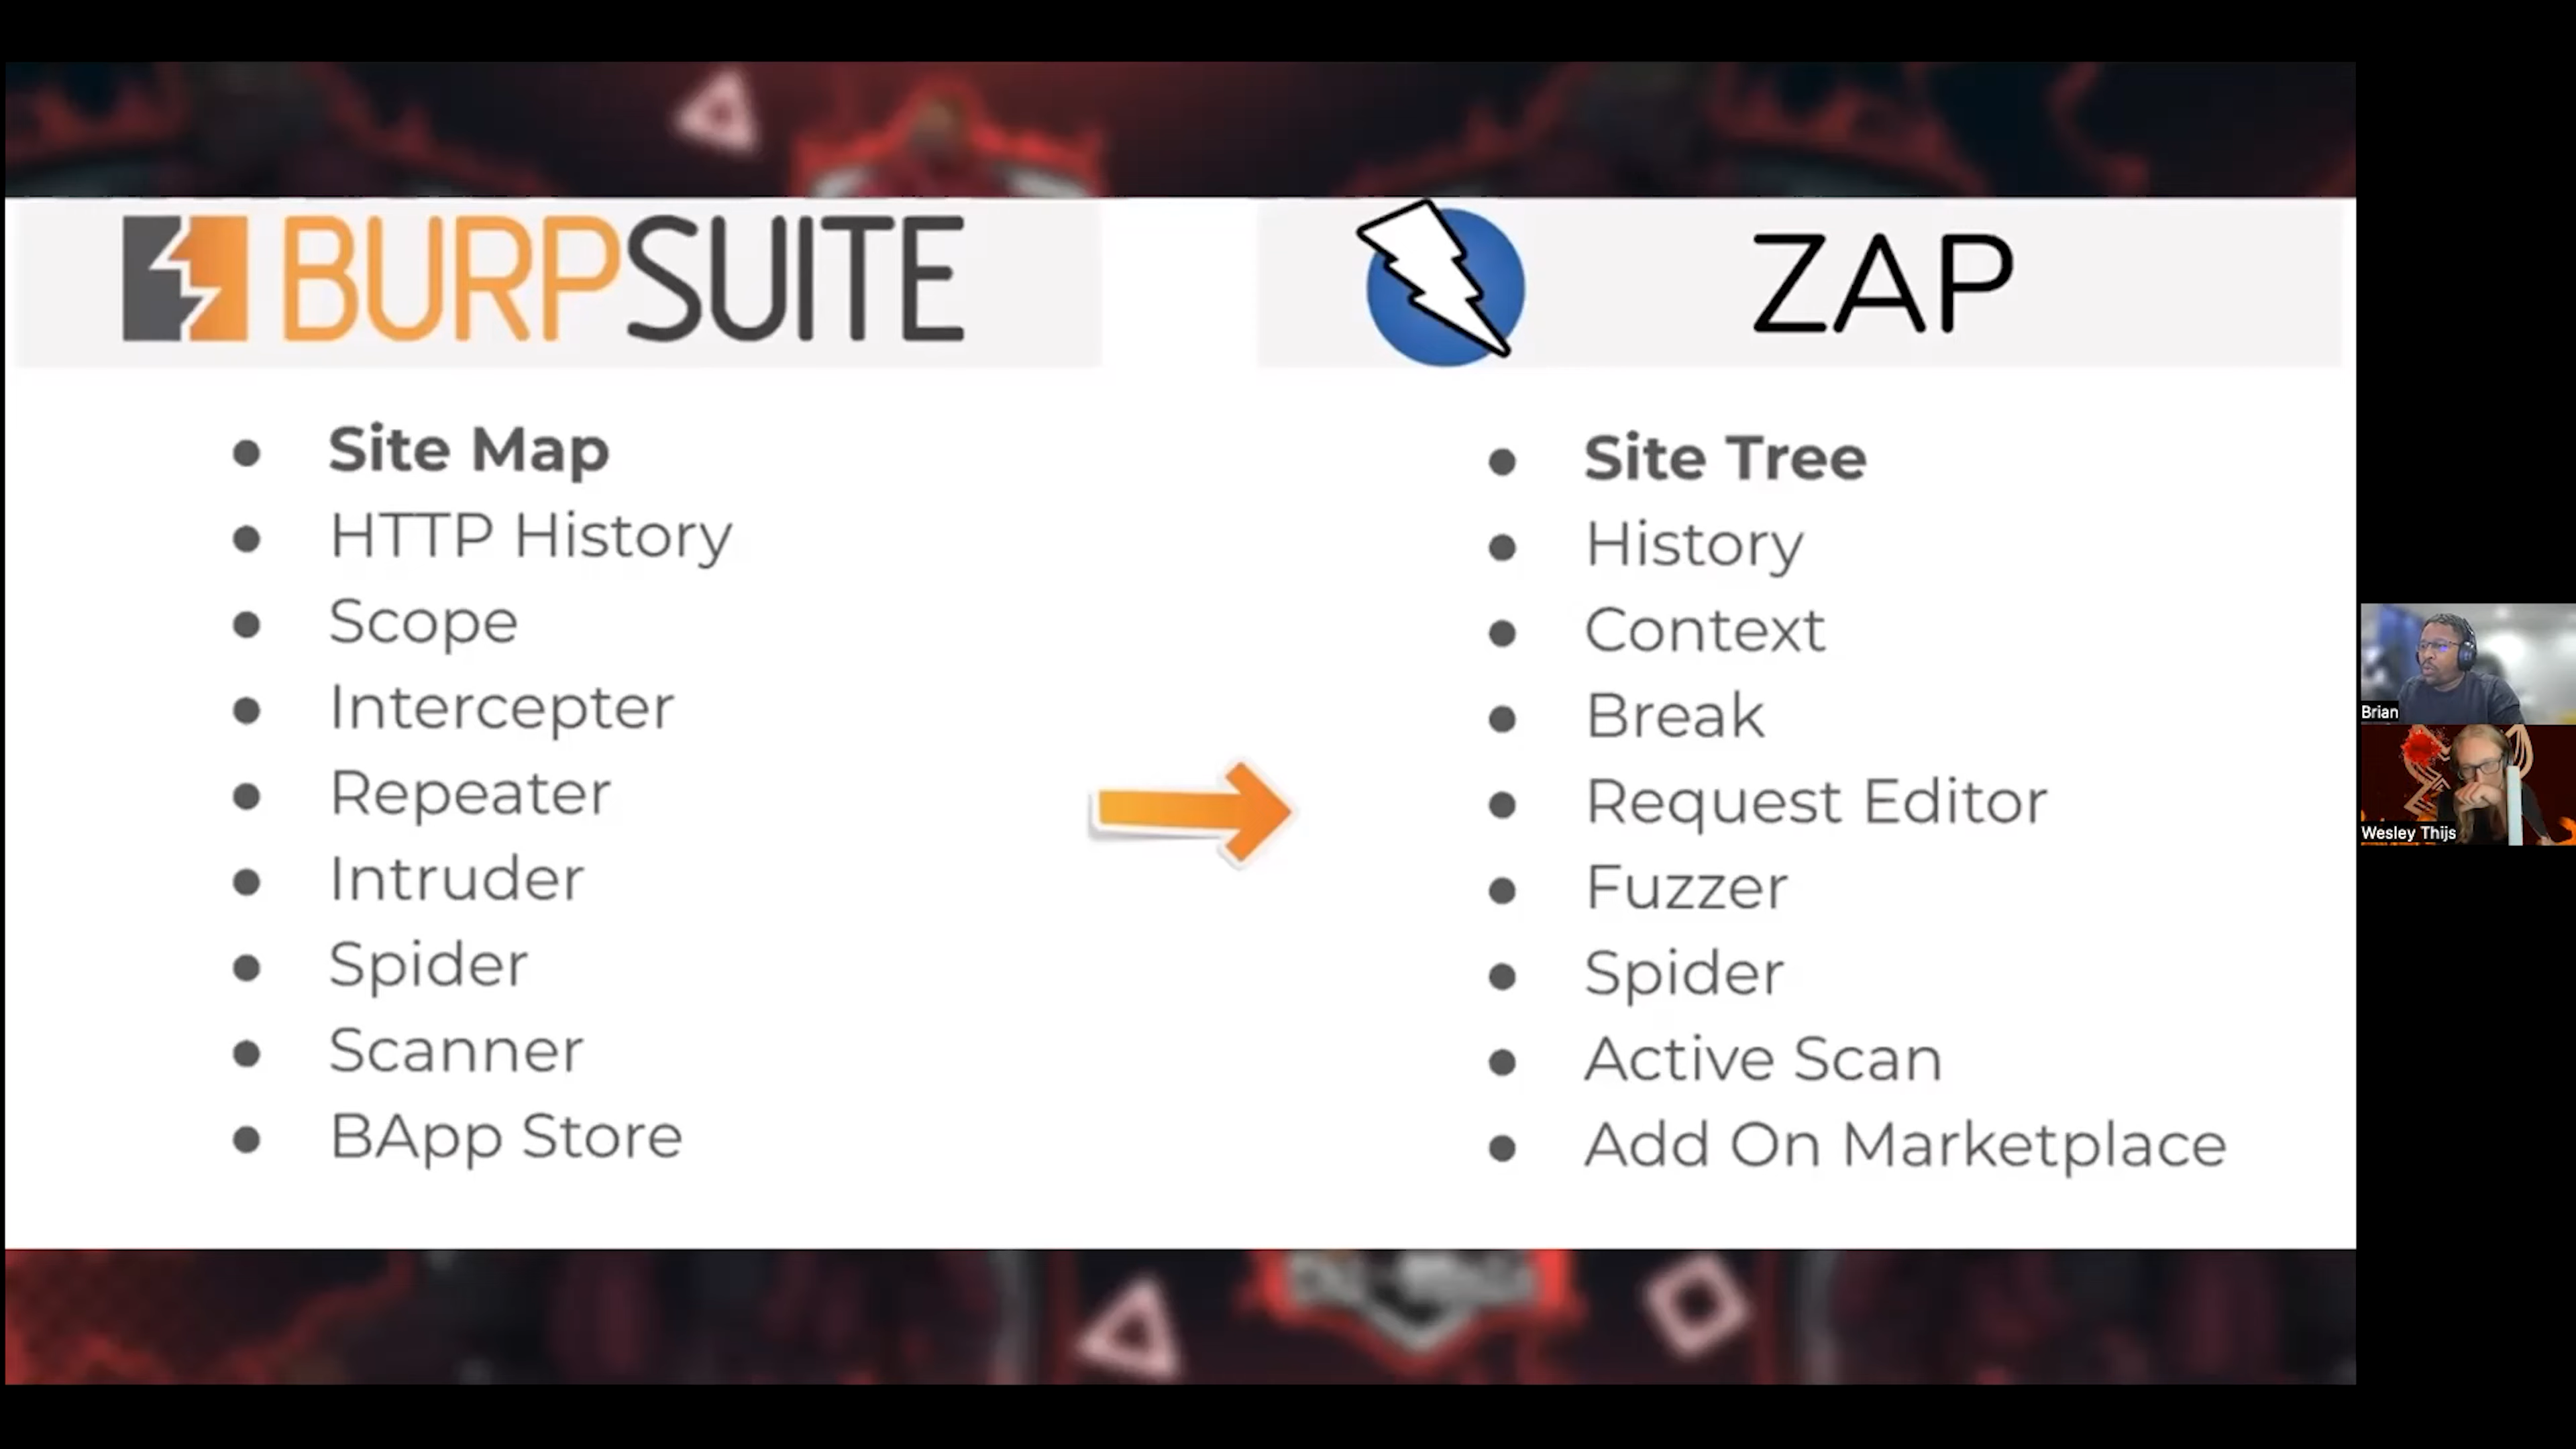 BURPSUITE
Site Map
HTTP History
Scope
Intercepter
Repeater
Intruder
Spider
Scanner
BApp Store
ZAP
Site Tree
History
Context
Break
Request Editor
Fuzzer
Spider
Active Scan
Add On Marketplace
Brian
Wesley Thijs